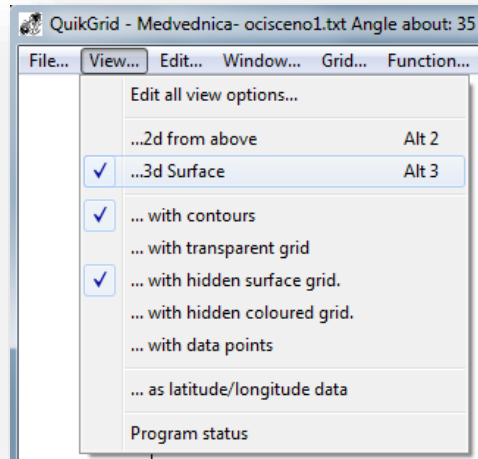 QuikGrid - Medvednica- ocisceno1.txt Angle about: 35
File... View... Edit... Window... Grid... Function...
Edit all view options...
...2d from above Alt 2
...3d Surface Alt 3
... with contours
... with transparent grid
... with hidden surface grid.
... with hidden coloured grid.
... with data points
... as latitude/longitude data
Program status